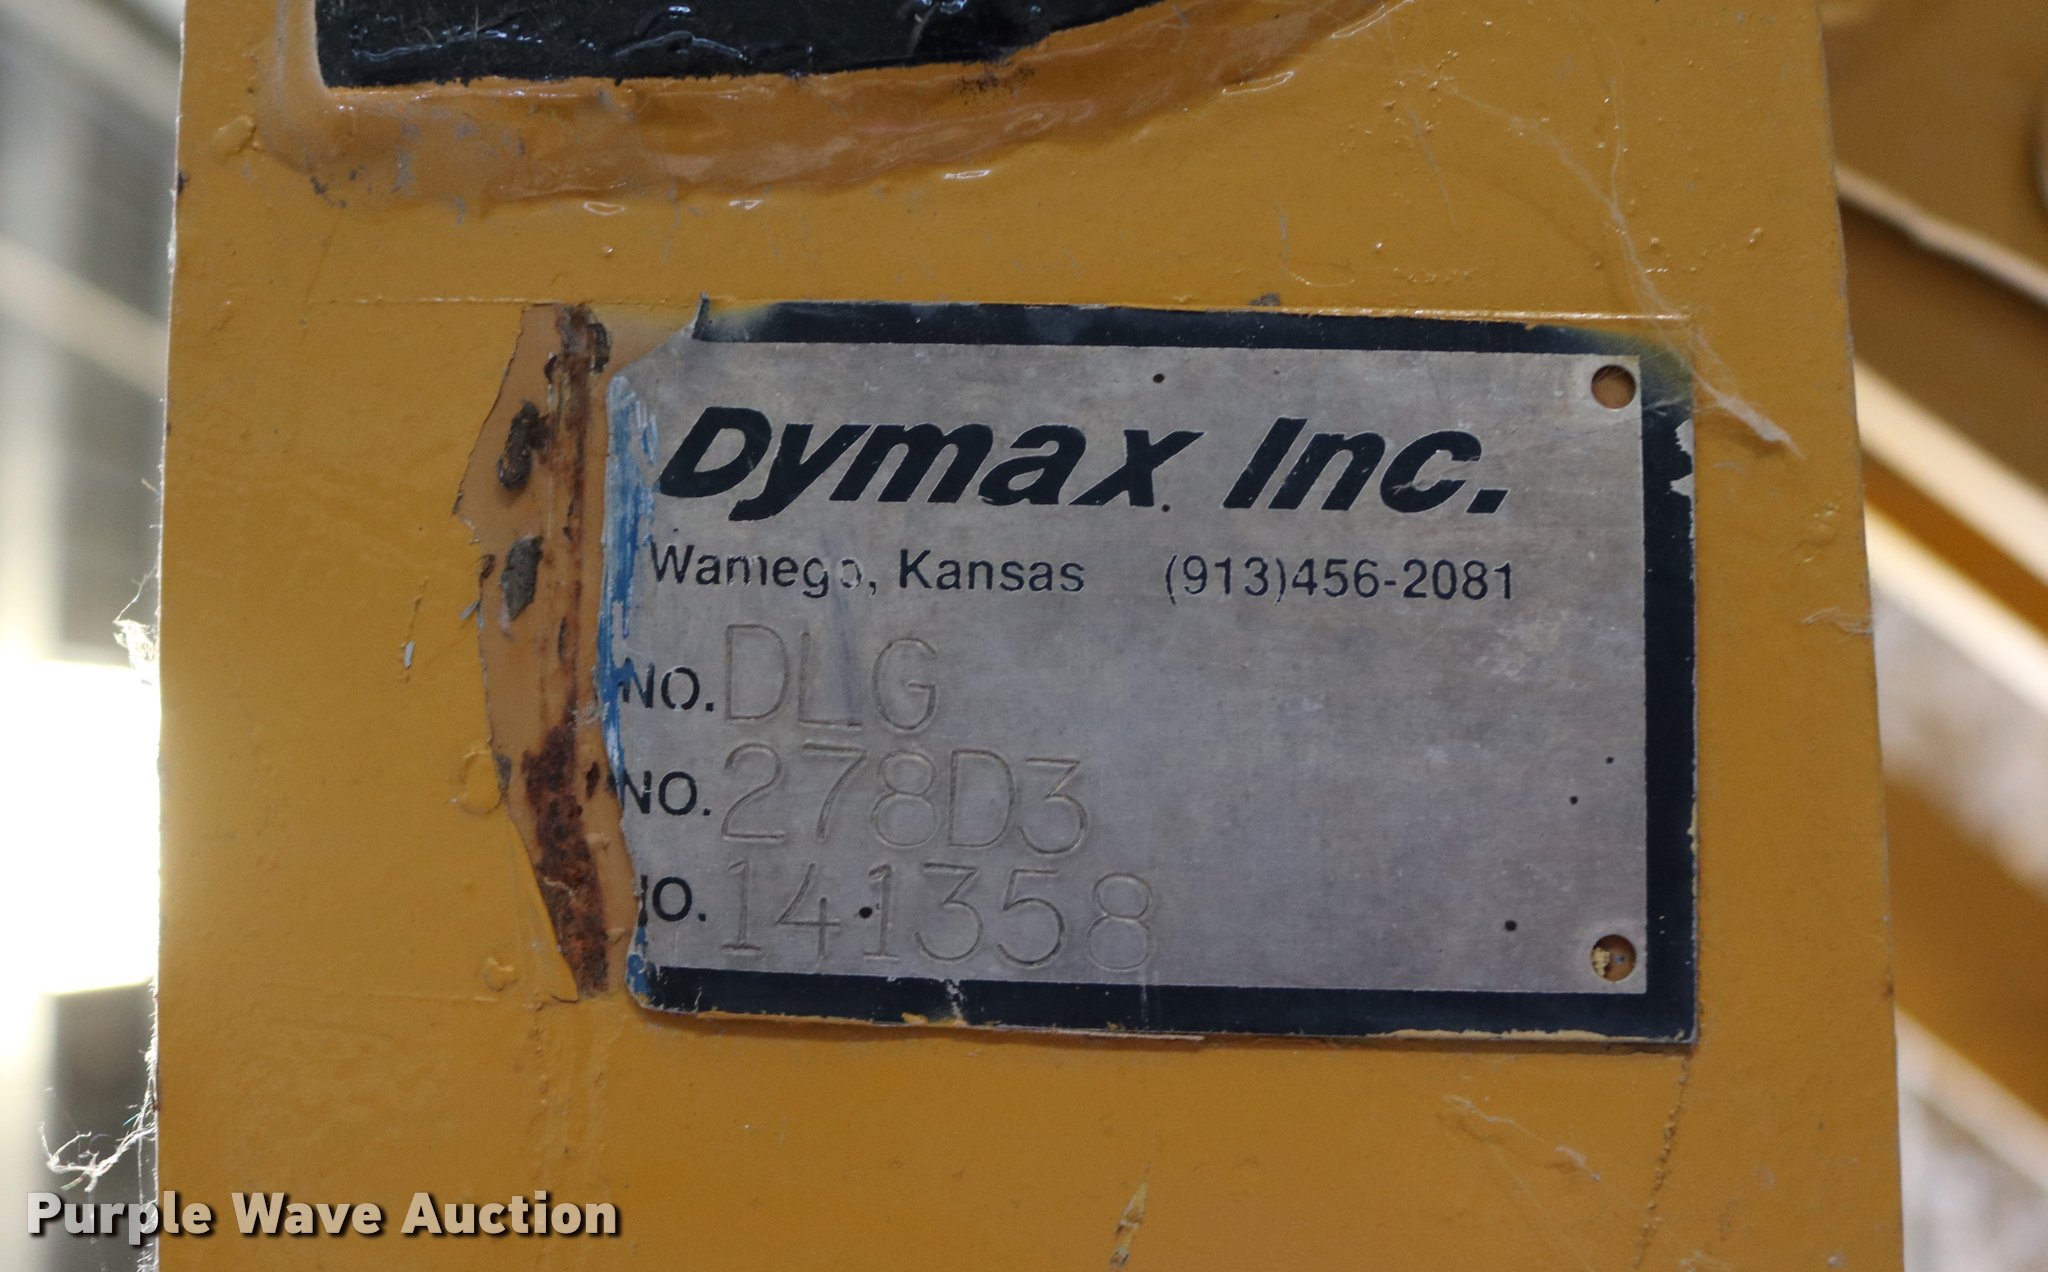 Dymax Inc.
Wamego, Kansas (913)456-2081
NO. DLG
NO. 278D3
NO. 141358
Purple Wave Auction